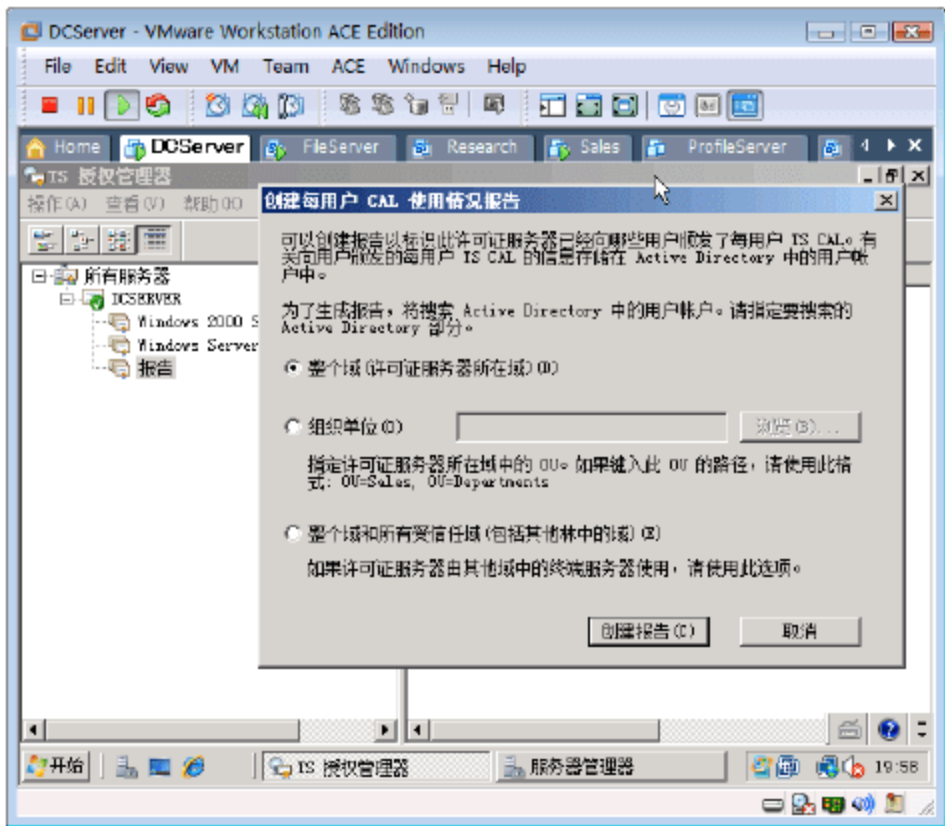 DCServer - VMware Workstation ACE Edition
File Edit View VM Team ACE Windows Help
Home DCServer FileServer Research Sales ProfileServer
TS 授权管理器
操作(A) 查看(V) 帮助(H)
创建每用户 CAL 使用情况报告
可以创建报告以标识此许可证服务器已经向哪些用户颁发了每用户 TS CAL。有
关向用户颁发的每用户 TS CAL 的信息存储在 Active Directory 中的用户帐
户中。
为了生成报告，将搜索 Active Directory 中的用户帐户。请指定要搜索的
Active Directory 部分。
所有服务器
DCSERVER
Windows 2000 S
Windows Server
报告
整个域(许可证服务器所在域)(D)
组织单位(O)
浏览(B)...
指定许可证服务器所在域中的 OU。如果键入此 OU 的路径，请使用此格
式: OU=Sales, OU=Departments
整个域和所有受信任域(包括其他林中的域)(E)
如果许可证服务器由其他域中的终端服务器使用，请使用此选项。
创建报告(C) 取消
开始 TS 授权管理器 服务器管理器 19:58